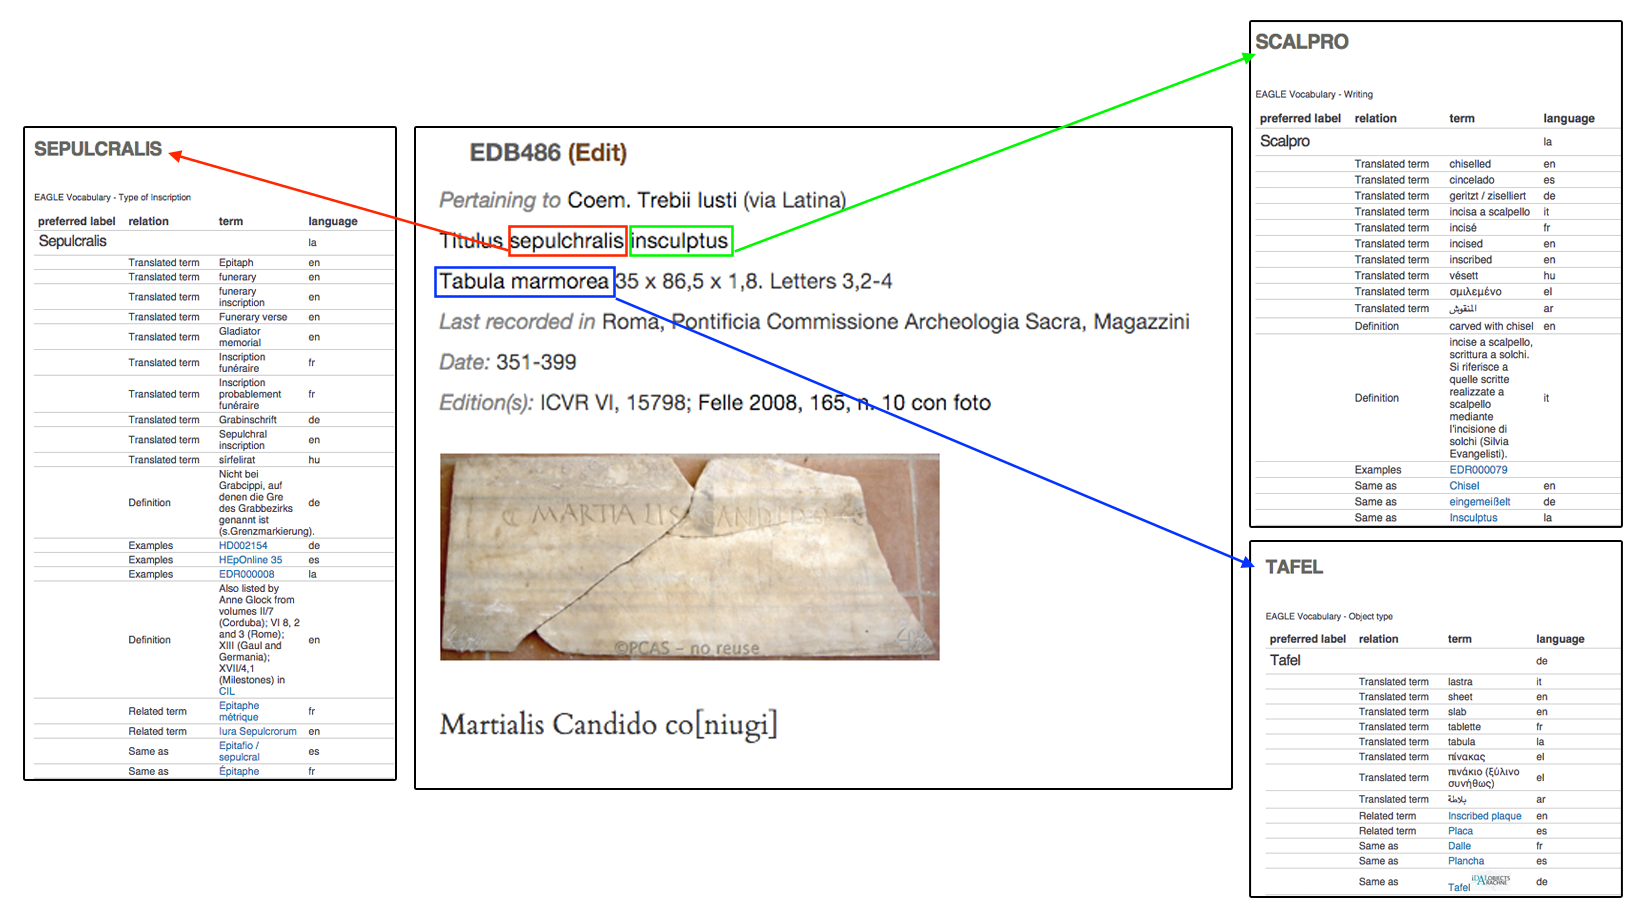 SEPULCRALIS
EAGLE Vocabulary - Type of Inscription
preferred label relation term language
Sepulcralis la
Translated term Epitaph en
Translated term funerary en
Translated term funerary inscription en
Translated term Funerary verse en
Translated term Gladiator memorial en
Translated term Inscription funéraire fr
Translated term Inscription probablement funéraire fr
Translated term Grabinschrift de
Translated term Sepulchral inscription en
Translated term sírfelirat hu
Definition Nicht bei Grabcippi, auf denen die Gre des Grabbezirks genannt ist (s.Grenzmarkierung). de
Examples HD002154 de
Examples HEpOnline 35 es
Examples EDR000008 la
Definition Also listed by Anne Glock from volumes II/7 (Corduba); VI 8, 2 and 3 (Rome); XIII (Gaul and Germania); XVII/4,1 (Milestones) in CIL en
Related term Epitaphe métrique fr
Related term Iura Sepulcrorum en
Same as Epitafio / sepulcral es
Same as Épitaphe fr
EDB486 (Edit)
Pertaining to Coem. Trebii Iusti (via Latina)
Titulus sepulchralis insculptus
Tabula marmorea 35 x 86,5 x 1,8. Letters 3,2-4
Last recorded in Roma, Pontificia Commissione Archeologia Sacra, Magazzini
Date: 351-399
Edition(s): ICVR VI, 15798; Felle 2008, 165, n. 10 con foto
MARTIALIS CANDIDO
©PCAS – no reuse
Martialis Candido co[niugi]
SCALPRO
EAGLE Vocabulary - Writing
preferred label relation term language
Scalpro la
Translated term chiselled en
Translated term cincelado es
Translated term geritzt / ziselliert de
Translated term incisa a scalpello it
Translated term incisé fr
Translated term incised en
Translated term inscribed en
Translated term vésett hu
Translated term σμιλεμένο el
Translated term المنقوش ar
Definition carved with chisel en
Definition incise a scalpello, scrittura a solchi. Si riferisce a quelle scritte realizzate a scalpello mediante l'incisione di solchi (Silvia Evangelisti). it
Examples EDR000079
Same as Chisel en
Same as eingemeißelt de
Same as Insculptus la
TAFEL
EAGLE Vocabulary - Object type
preferred label relation term language
Tafel de
Translated term lastra it
Translated term sheet en
Translated term slab en
Translated term tablette fr
Translated term tabula la
Translated term πίνακας el
Translated term πινάκιο (ξύλινο συνήθως) el
Translated term بلاطة ar
Related term Inscribed plaque en
Related term Placa es
Same as Dalle fr
Same as Plancha es
Same as Tafel iDAI.OBJECTS ARACHNE de